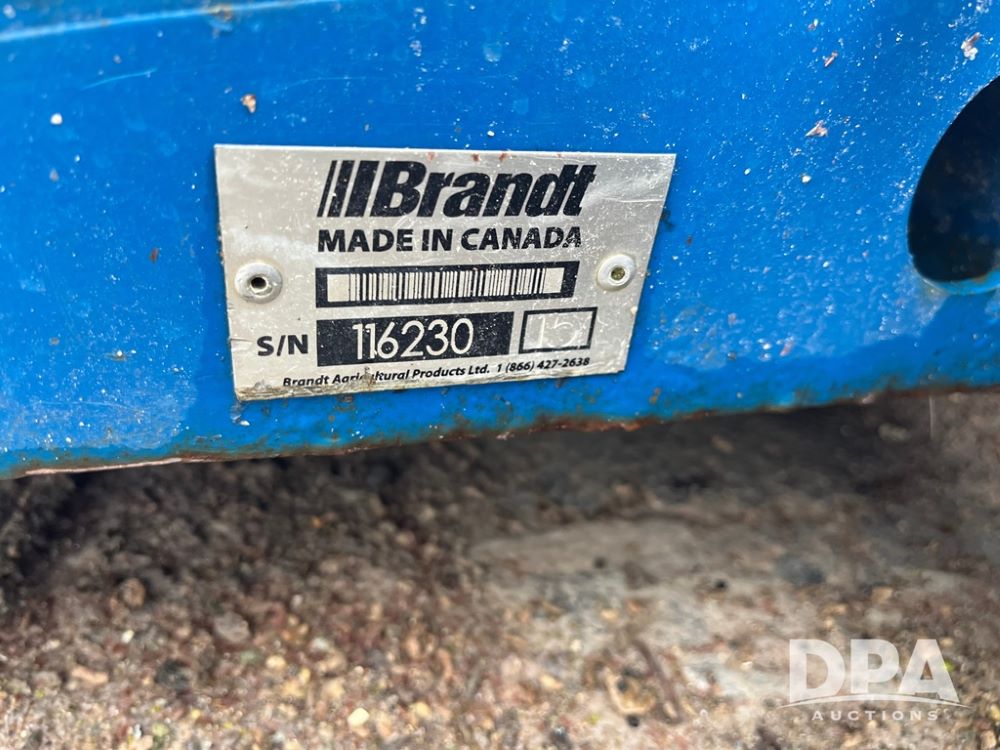 Brandt
MADE IN CANADA
S/N 116230 15
Brandt Agricultural Products Ltd. 1 (866) 427-2638
DPA
AUCTIONS